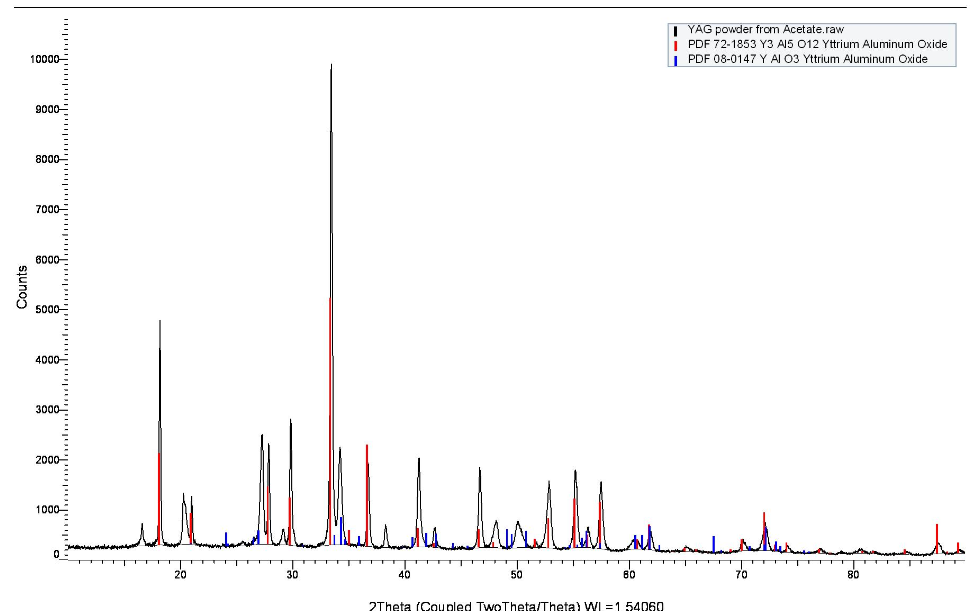 YAG powder from Acetate.raw
PDF 72-1853 Y3 Al5 O12 Yttrium Aluminum Oxide
PDF 08-0147 Y Al O3 Yttrium Aluminum Oxide
10000
9000
8000
7000
6000
5000
4000
3000
2000
1000
0
Counts
20 30 40 50 60 70 80
2Theta (Coupled TwoTheta/Theta) WL=1.54060